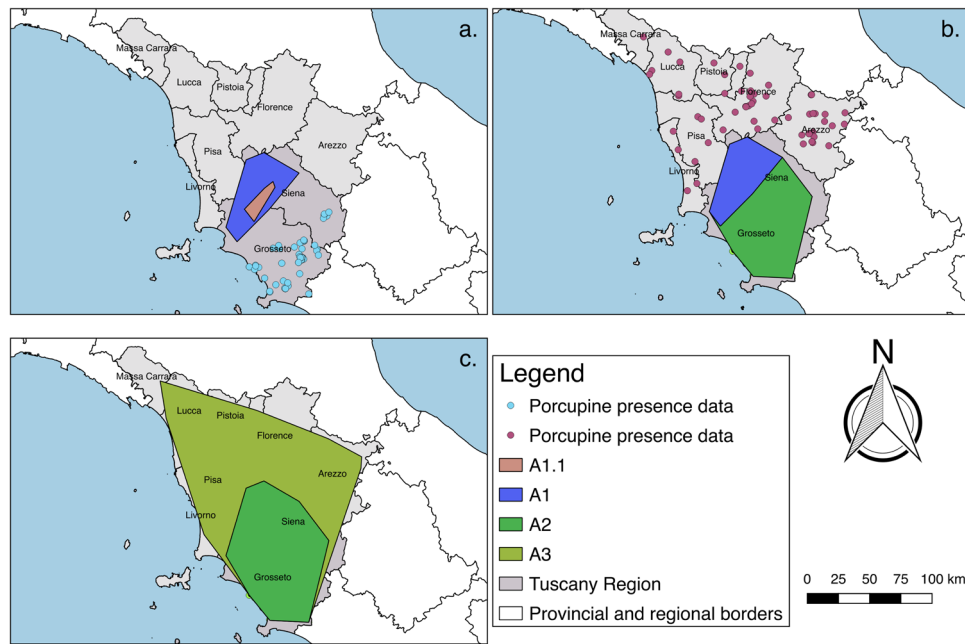 a.
Massa Carrara
Lucca
Pistoia
Florence
Pisa
Arezzo
Livorno
Siena
Grosseto
b.
Massa Carrara
Lucca
Pistoia
Florence
Pisa
Arezzo
Livorno
Siena
Grosseto
c.
Massa Carrara
Lucca
Pistoia
Florence
Pisa
Arezzo
Livorno
Siena
Grosseto
Legend
Porcupine presence data
Porcupine presence data
A1.1
A1
A2
A3
Tuscany Region
Provincial and regional borders
N
0 25 50 75 100 km